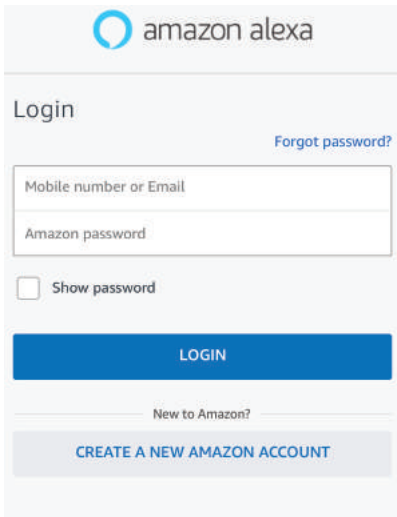 amazon alexa
Login
Forgot password?
Mobile number or Email
Amazon password
Show password
LOGIN
New to Amazon?
CREATE A NEW AMAZON ACCOUNT